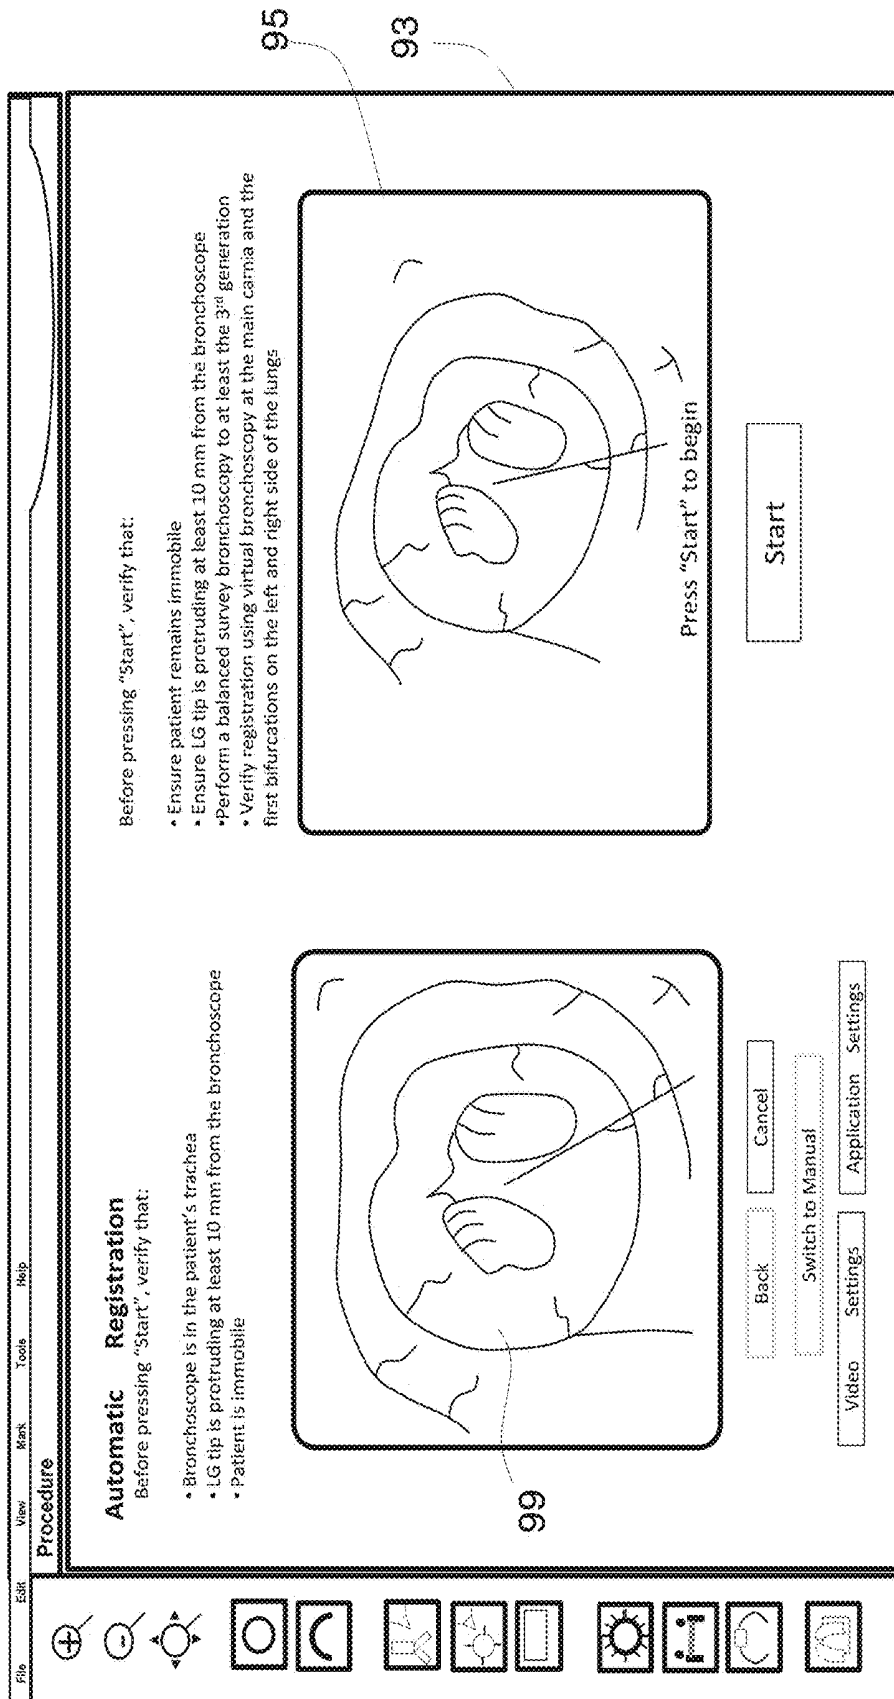 File Edit View Mark Tools Help
Procedure
Automatic Registration
Before pressing "Start", verify that:
• Bronchoscope is in the patient's trachea
• LG tip is protruding at least 10 mm from the bronchoscope
• Patient is immobile
99
Back Cancel
Switch to Manual
Video Settings Application Settings
Before pressing "Start", verify that:
• Ensure patient remains immobile
• Ensure LG tip is protruding at least 10 mm from the bronchoscope
•Perform a balanced survey bronchoscopy to at least the 3rd generation
• Verify registration using virtual bronchoscopy at the main carnia and the
first bifurcations on the left and right side of the lungs
Press "Start" to begin
Start
95
93